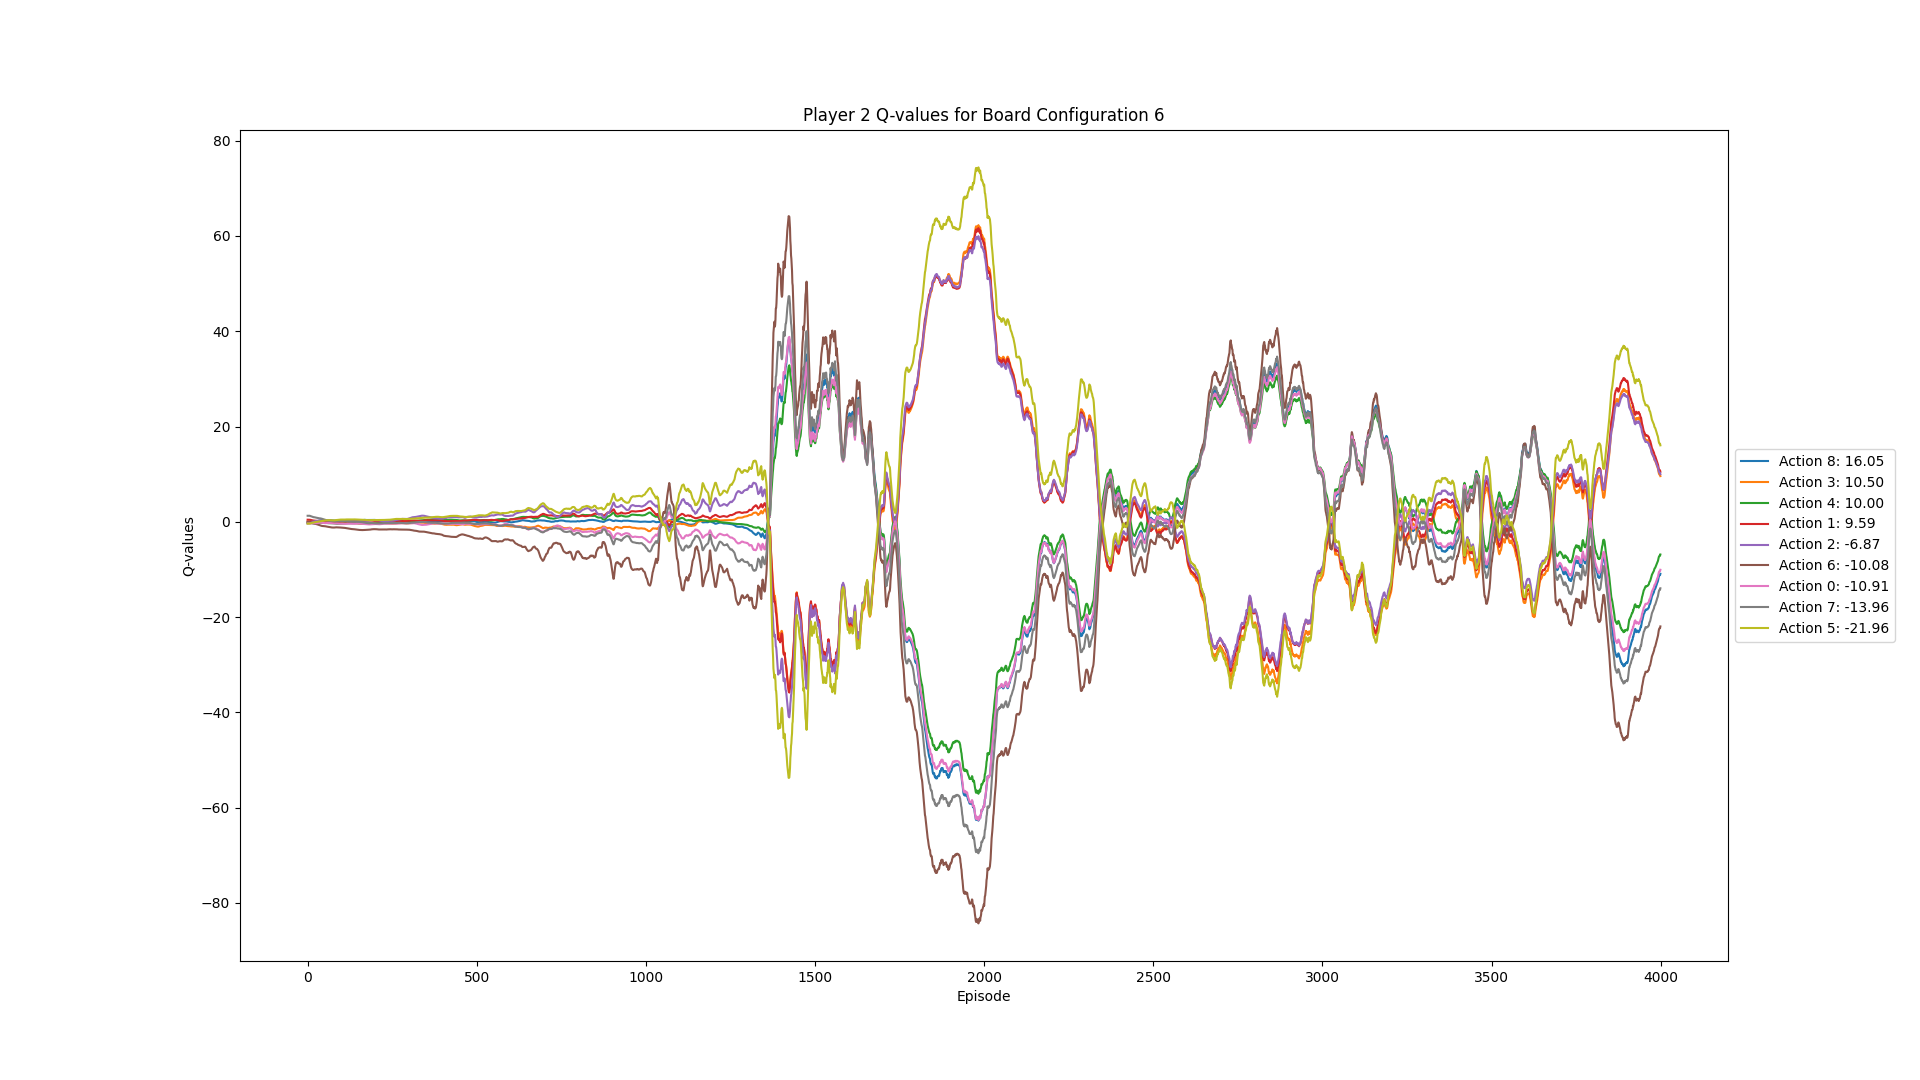 Player 2 Q-values for Board Configuration 6
80
60
40
20
0
−20
−40
−60
−80
Q-values
0 500 1000 1500 2000 2500 3000 3500 4000
Episode
Action 8: 16.05
Action 3: 10.50
Action 4: 10.00
Action 1: 9.59
Action 2: -6.87
Action 6: -10.08
Action 0: -10.91
Action 7: -13.96
Action 5: -21.96